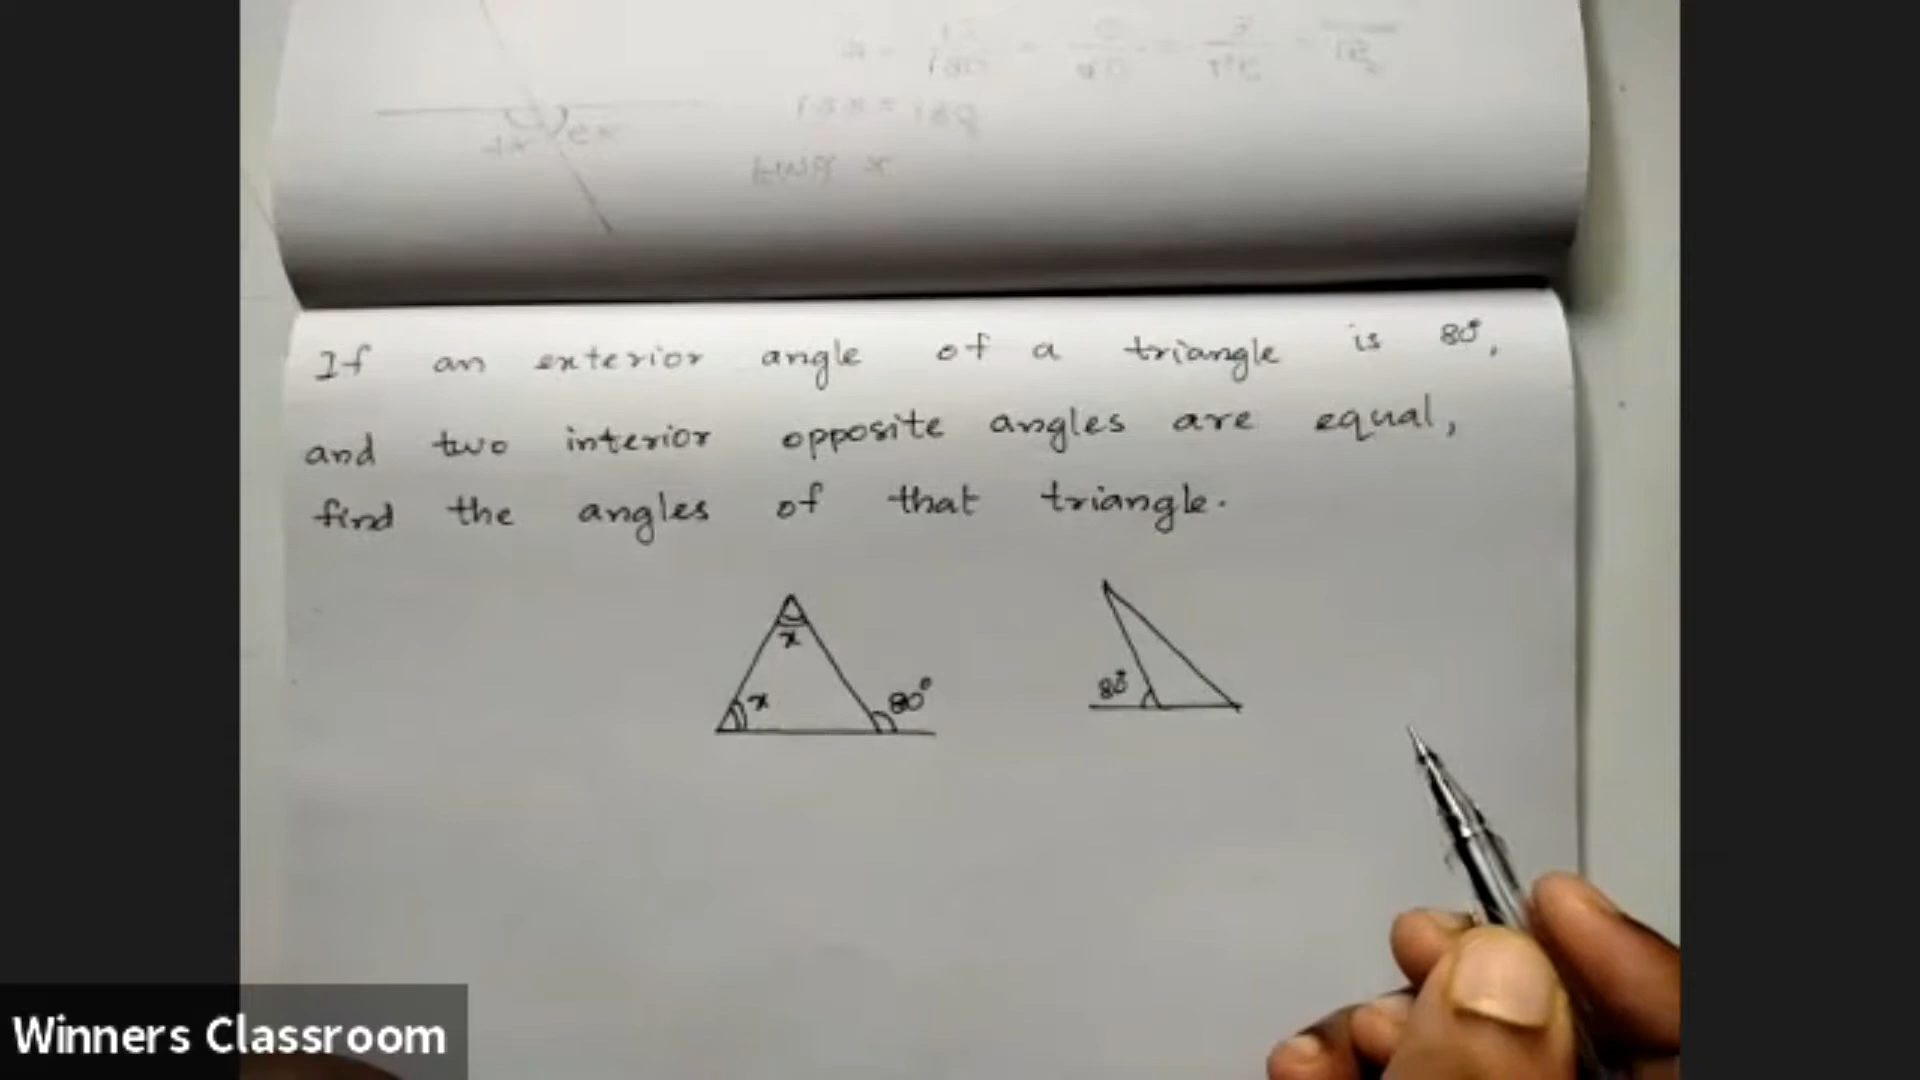 If an exterior angle of a triangle is 80°,
and two interior opposite angles are equal,
find the angles of that triangle.
x
x 80°
80°
Winners Classroom